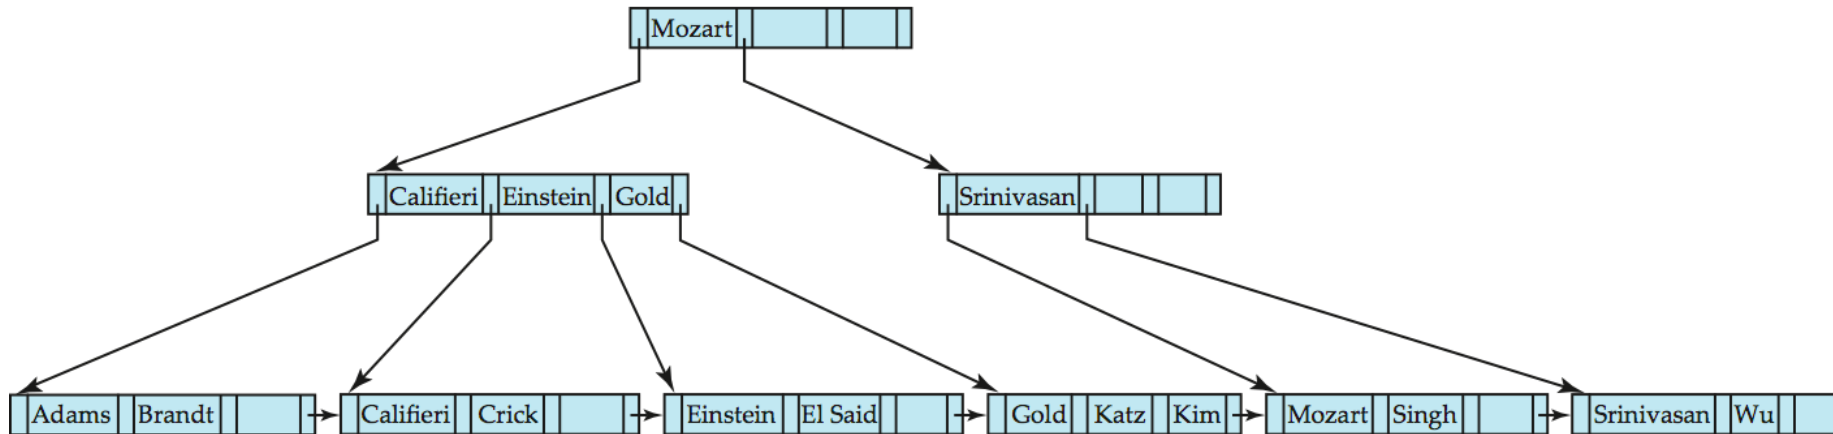 Mozart
Califieri Einstein Gold Srinivasan
Adams Brandt Califieri Crick Einstein El Said Gold Katz Kim Mozart Singh Srinivasan Wu